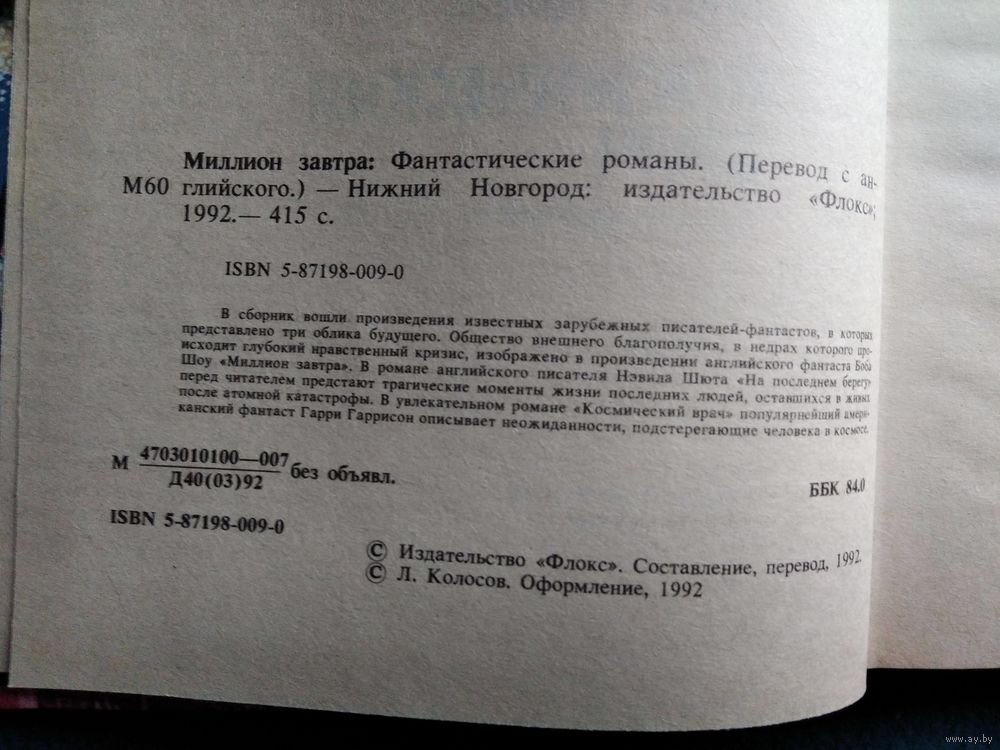 Миллион завтра: Фантастические романы. (Перевод с ан-
М60 глийского.) — Нижний Новгород: издательство «Флокс»;
1992.— 415 с.
ISBN 5-87198-009-0
В сборник вошли произведения известных зарубежных писателей-фантастов, в которых
представлено три облика будущего. Общество внешнего благополучия, в недрах которого про-
исходит глубокий нравственный кризис, изображено в произведении английского фантаста Боба
Шоу «Миллион завтра». В романе английского писателя Нэвила Шюта «На последнем берегу»
перед читателем предстают трагические моменты жизни последних людей, оставшихся в живых
после атомной катастрофы. В увлекательном романе «Космический врач» популярнейший амери-
канский фантаст Гарри Гаррисон описывает неожиданности, подстерегающие человека в космосе.
М 4703010100—007 без объявл.
Д40(03)92
ББК 84.0
ISBN 5-87198-009-0
© Издательство «Флокс». Составление, перевод, 1992.
© Л. Колосов. Оформление, 1992
www.ay.by